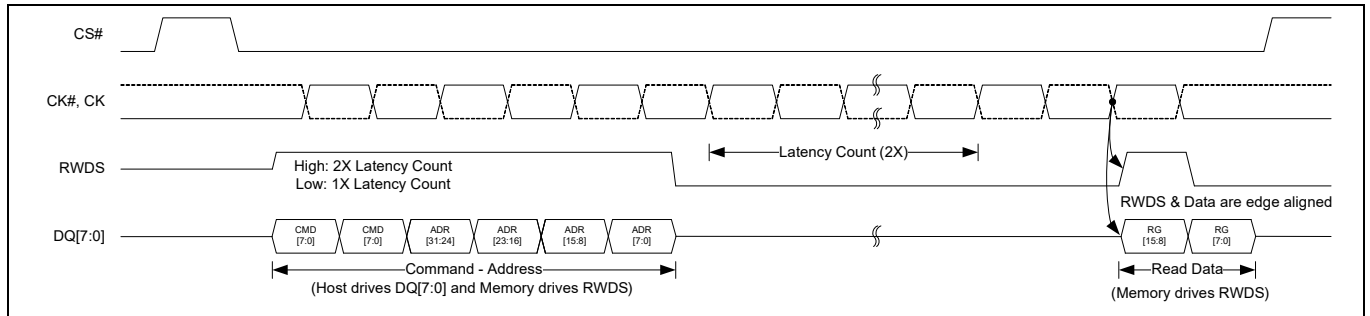 CS#
CK#, CK
Latency Count (2X)
RWDS
High: 2X Latency Count
Low: 1X Latency Count
RWDS & Data are edge aligned
DQ[7:0]
CMD
[7:0]
CMD
[7:0]
ADR
[31:24]
ADR
[23:16]
ADR
[15:8]
ADR
[7:0]
RG
[15:8]
RG
[7:0]
Command - Address
(Host drives DQ[7:0] and Memory drives RWDS)
Read Data
(Memory drives RWDS)